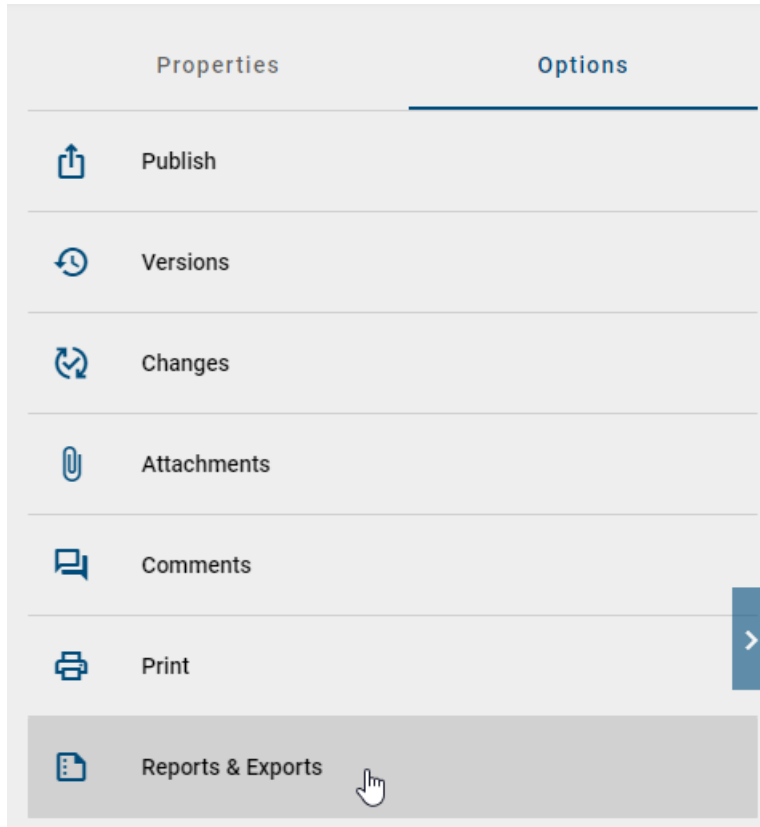 Properties Options
Publish
Versions
Changes
Attachments
Comments
Print
Reports & Exports